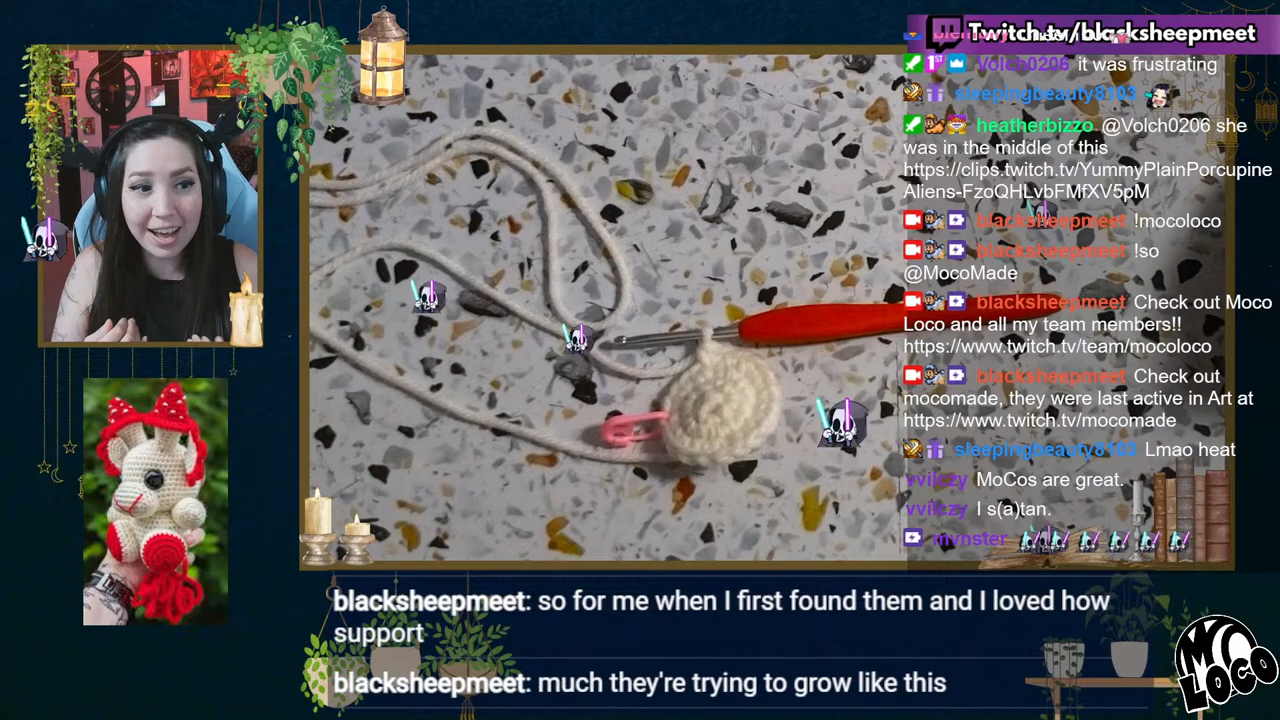 Twitch.tv/blacksheepmeet
Volch0206 it was frustrating
sleepingbeauty8103
heatherbizzo @Volch0206 she
was in the middle of this
https://clips.twitch.tv/YummyPlainPorcupine
Aliens-FzoQHLvbFMfXV5pM
blacksheepmeet !mocoloco
blacksheepmeet !so
@MocoMade
blacksheepmeet Check out Moco
Loco and all my team members!!
https://www.twitch.tv/team/mocoloco
blacksheepmeet Check out
mocomade, they were last active in Art at
https://www.twitch.tv/mocomade
sleepingbeauty8103 Lmao heat
vvilczy MoCos are great.
vvilczy I s(a)tan.
mvnster
blacksheepmeet: so for me when I first found them and I loved how
support
blacksheepmeet: much they're trying to grow like this
MO
LOCO